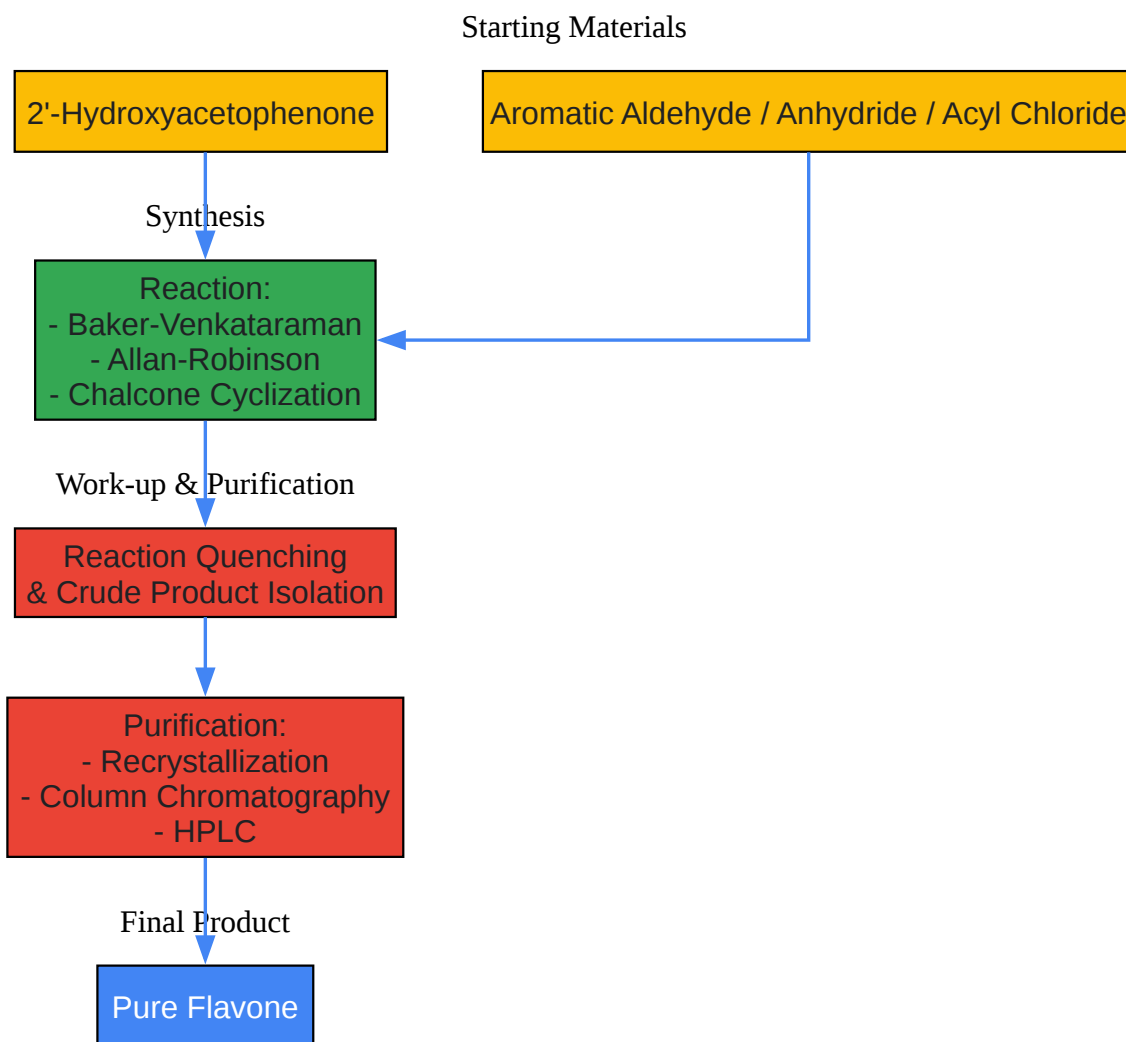 Starting Materials
2'-Hydroxyacetophenone
Aromatic Aldehyde / Anhydride / Acyl Chloride
Synthesis
Reaction:
- Baker-Venkataraman
- Allan-Robinson
- Chalcone Cyclization
Work-up & Purification
Reaction Quenching
& Crude Product Isolation
Purification:
- Recrystallization
- Column Chromatography
- HPLC
Final Product
Pure Flavone